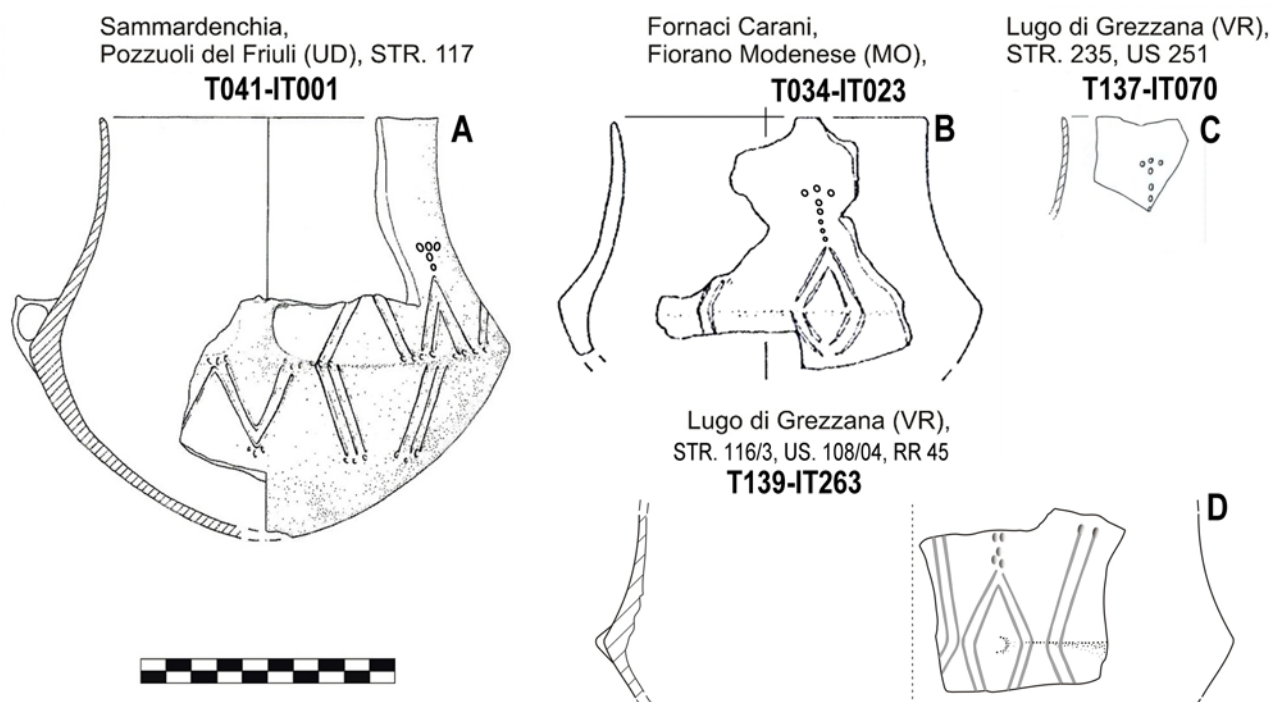 Sammardenchia,
Pozzuoli del Friuli (UD), STR. 117
T041-IT001
A
Fornaci Carani,
Fiorano Modenese (MO),
T034-IT023
B
Lugo di Grezzana (VR),
STR. 235, US 251
T137-IT070
C
Lugo di Grezzana (VR),
STR. 116/3, US. 108/04, RR 45
T139-IT263
D